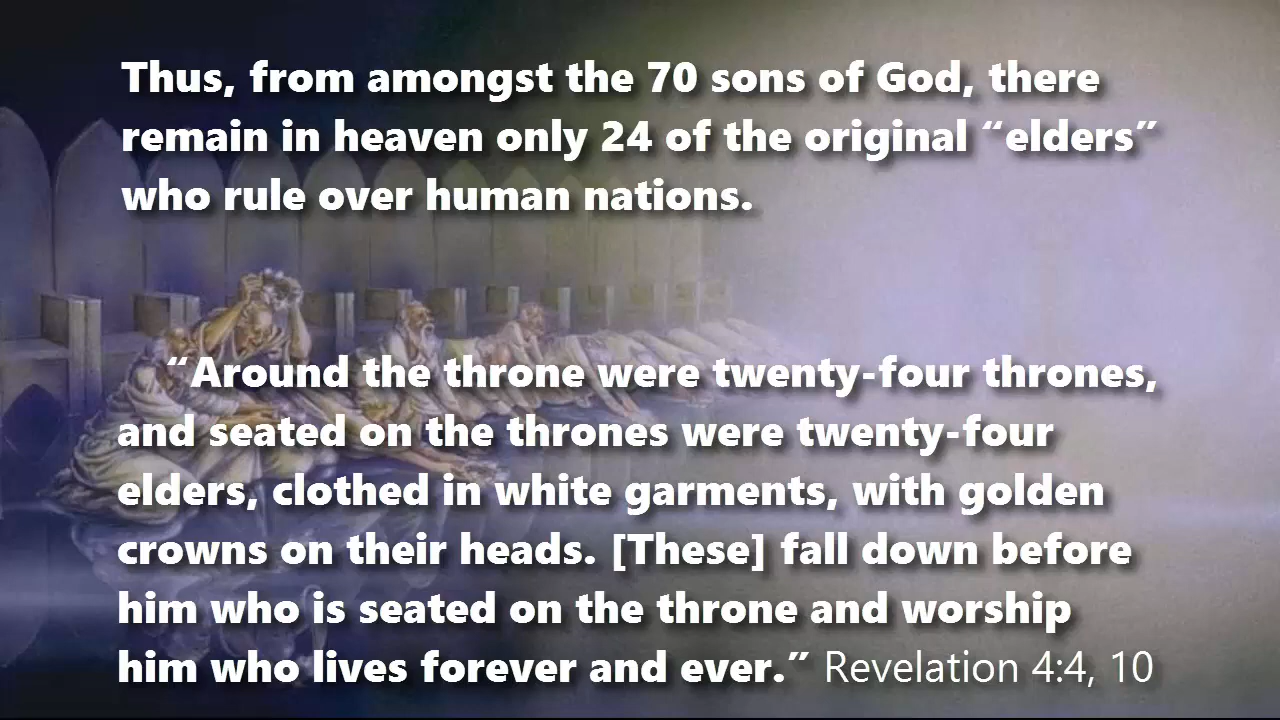 Thus, from amongst the 70 sons of God, there
remain in heaven only 24 of the original “elders”
who rule over human nations.
“Around the throne were twenty-four thrones,
and seated on the thrones were twenty-four
elders, clothed in white garments, with golden
crowns on their heads. [These] fall down before
him who is seated on the throne and worship
him who lives forever and ever.” Revelation 4:4, 10